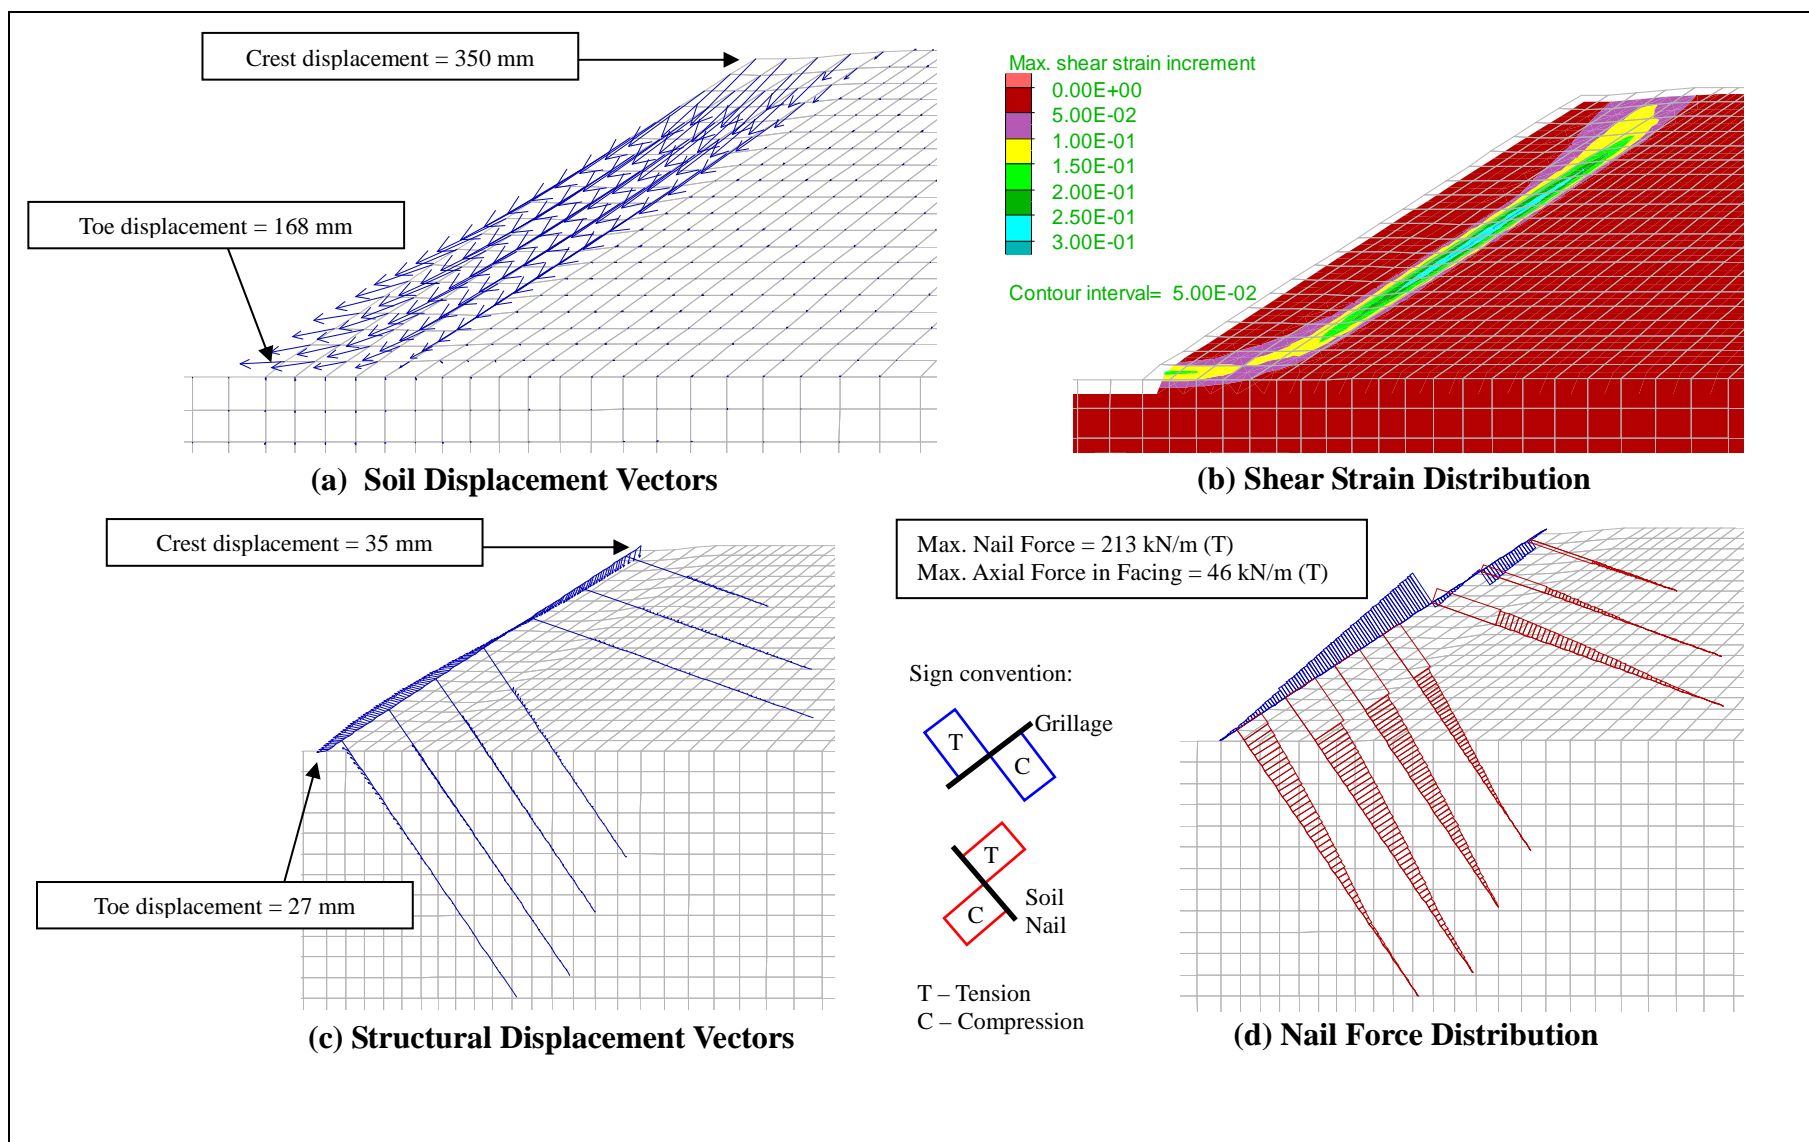 Crest displacement = 350 mm
Toe displacement = 168 mm
(a) Soil Displacement Vectors
Max. shear strain increment
0.00E+00
5.00E-02
1.00E-01
1.50E-01
2.00E-01
2.50E-01
3.00E-01
Contour interval= 5.00E-02
(b) Shear Strain Distribution
Crest displacement = 35 mm
Toe displacement = 27 mm
(c) Structural Displacement Vectors
Max. Nail Force = 213 kN/m (T)
Max. Axial Force in Facing = 46 kN/m (T)
Sign convention:
Grillage
T
C
T
C
Soil
Nail
T – Tension
C – Compression
(d) Nail Force Distribution